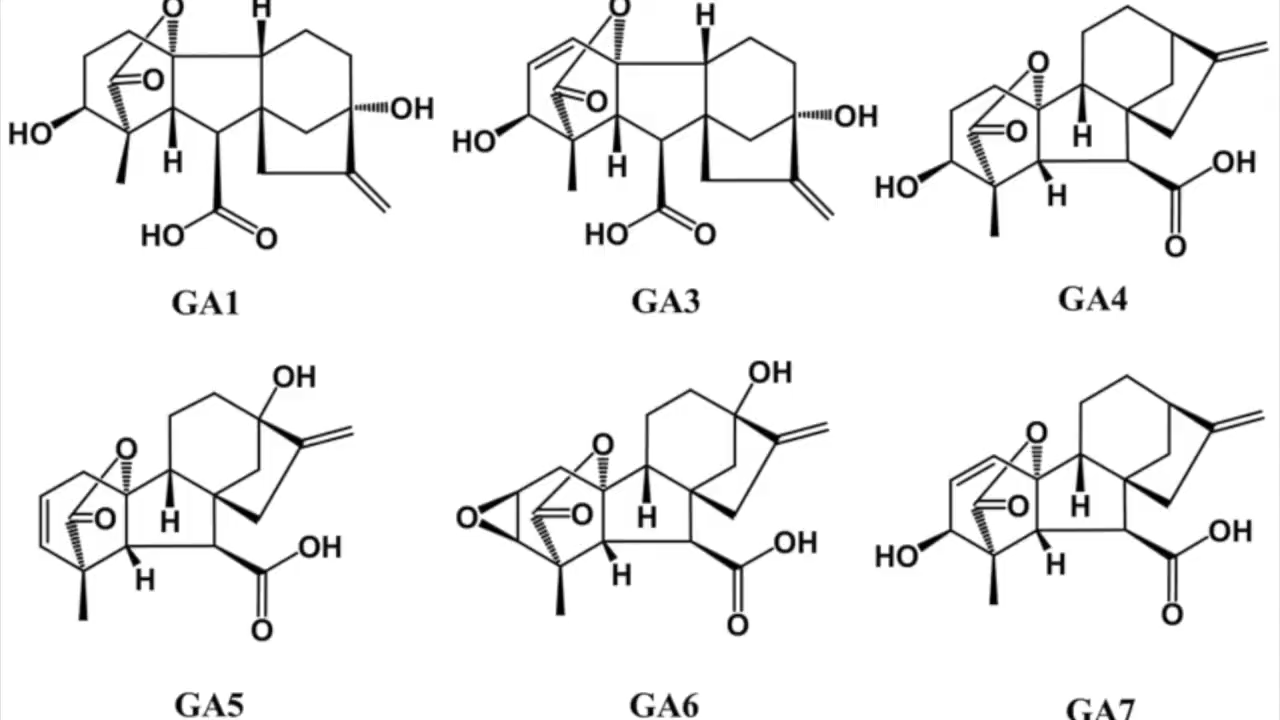 O H O H
O O OH
OH OH O
HO HO HO
H H H OH
HO O HO O O
GA1 GA3 GA4
OH OH
O O O
O H O O H O H
OH OH OH
H H HO H
O O O
GA5 GA6 GA7